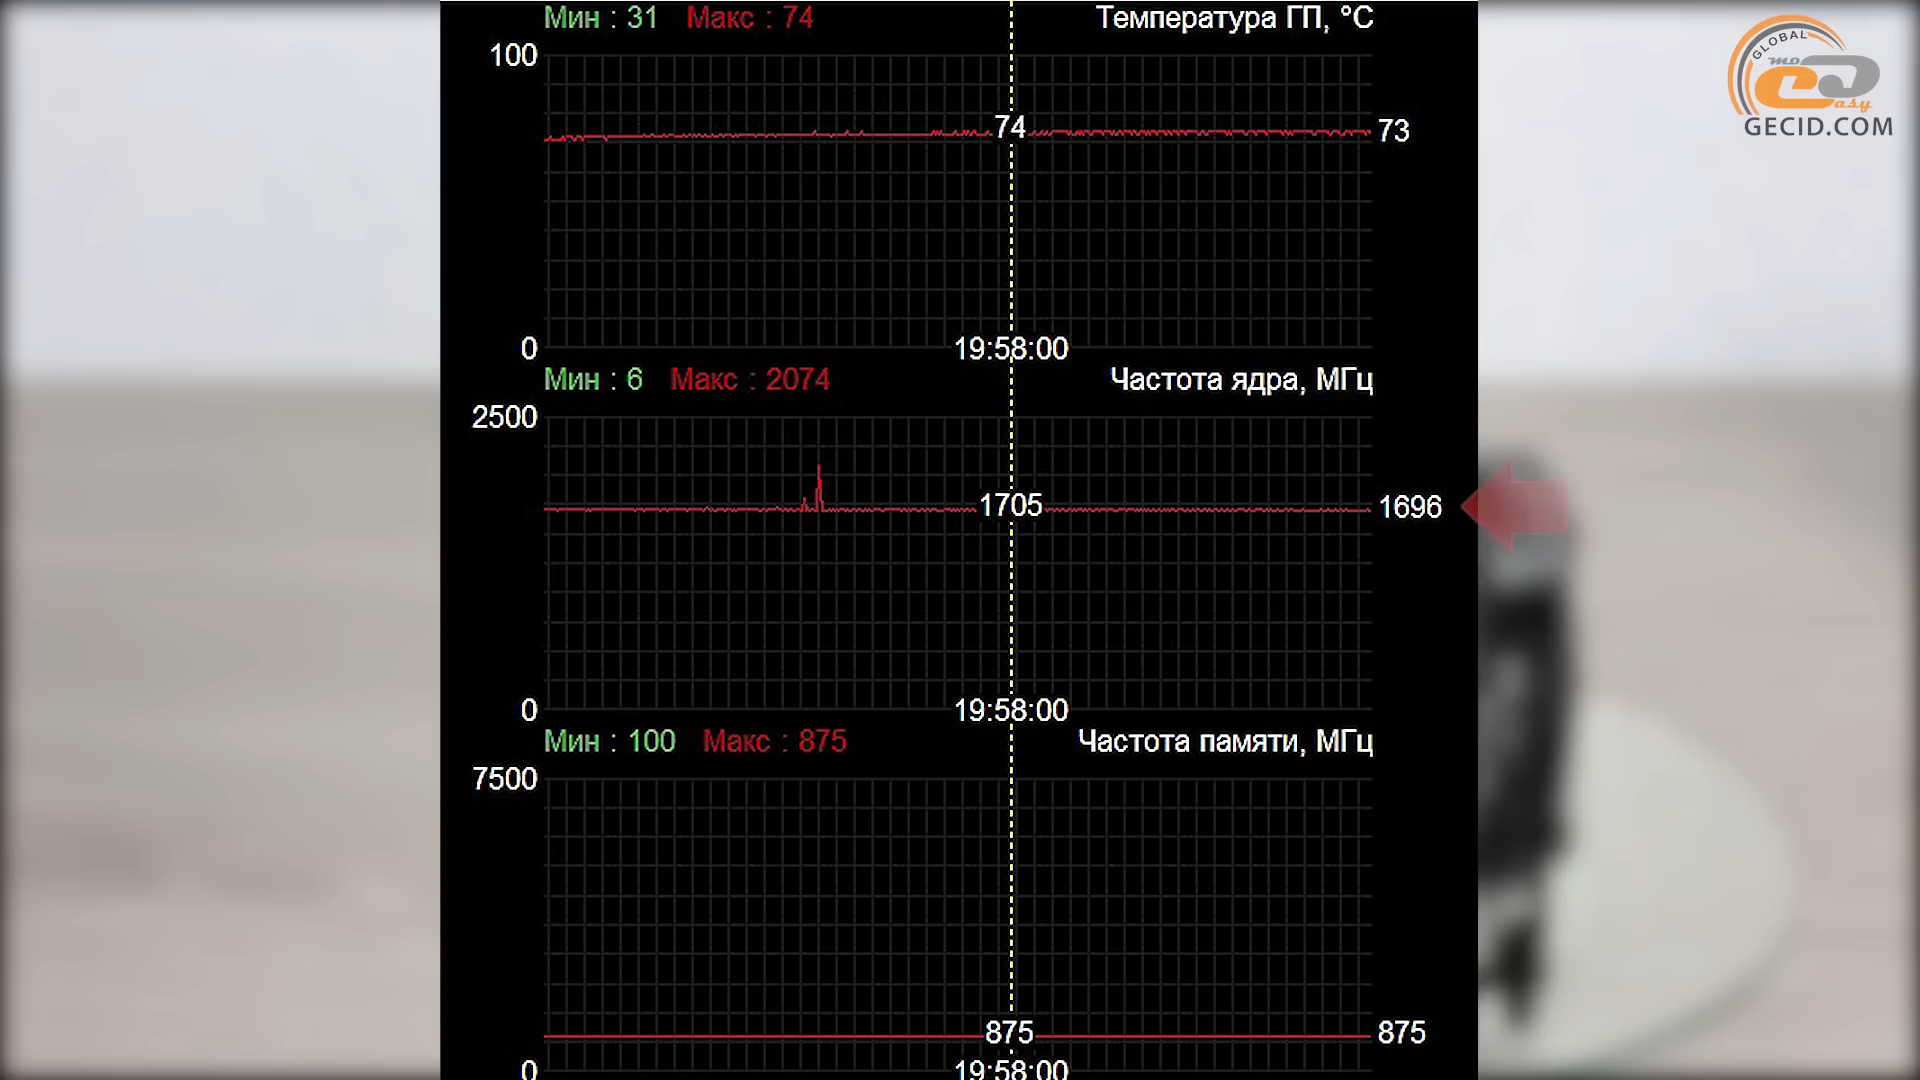 Мин : 31 Макс : 74 Температура ГП, °C
100
74
73
0
19:58:00
Мин : 6 Макс : 2074 Частота ядра, МГц
2500
1705
1696
0
19:58:00
Мин : 100 Макс : 875 Частота памяти, МГц
7500
875
875
0
19:58:00
GLOBAL
mo
easy
GECID.COM